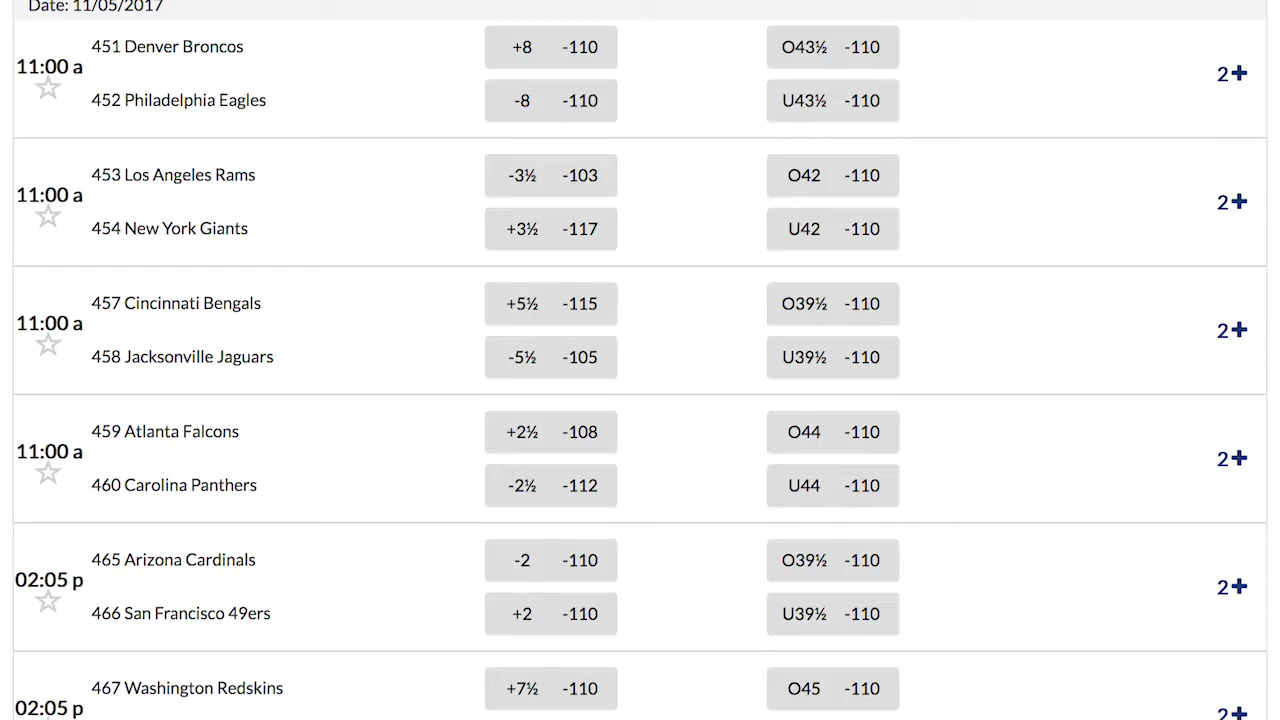 Date: 11/05/2017
451 Denver Broncos +8 -110 O43½ -110
11:00 a 2+
452 Philadelphia Eagles -8 -110 U43½ -110
453 Los Angeles Rams -3½ -103 O42 -110
11:00 a 2+
454 New York Giants +3½ -117 U42 -110
457 Cincinnati Bengals +5½ -115 O39½ -110
11:00 a 2+
458 Jacksonville Jaguars -5½ -105 U39½ -110
459 Atlanta Falcons +2½ -108 O44 -110
11:00 a 2+
460 Carolina Panthers -2½ -112 U44 -110
465 Arizona Cardinals -2 -110 O39½ -110
02:05 p 2+
466 San Francisco 49ers +2 -110 U39½ -110
467 Washington Redskins +7½ -110 O45 -110
02:05 p 2+